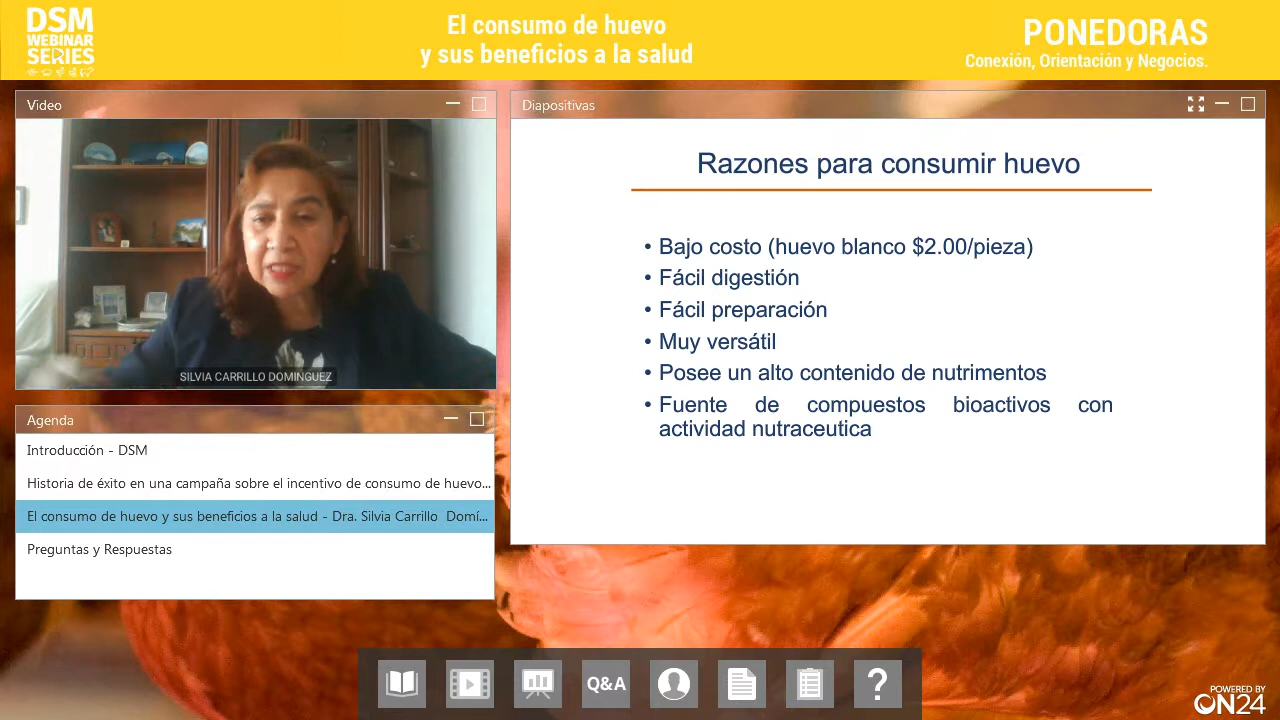 DSM
WEBINAR
SERIES
El consumo de huevo
y sus beneficios a la salud
PONEDORAS
Conexión, Orientación y Negocios.
Video
SILVIA CARRILLO DOMINGUEZ
Agenda
Introducción - DSM
Historia de éxito en una campaña sobre el incentivo de consumo de huevo...
El consumo de huevo y sus beneficios a la salud - Dra. Silvia Carrillo Domí...
Preguntas y Respuestas
Diapositivas
Razones para consumir huevo
• Bajo costo (huevo blanco $2.00/pieza)
• Fácil digestión
• Fácil preparación
• Muy versátil
• Posee un alto contenido de nutrimentos
• Fuente de compuestos bioactivos con
actividad nutraceutica
Q&A
?
POWERED BY
ON24